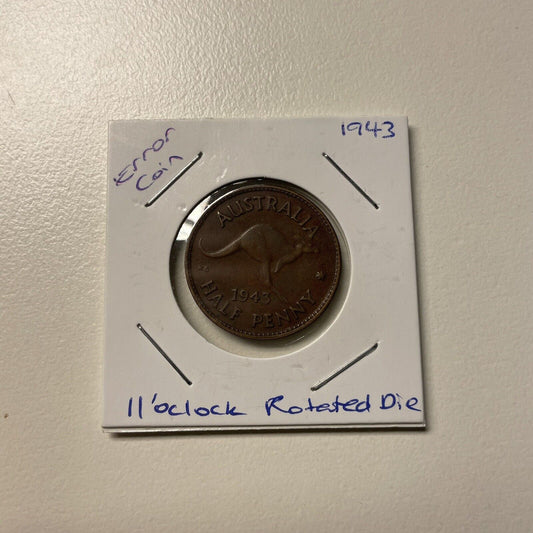 Error
Coin
1943
AUSTRALIA
1943
HALF PENNY
11'oclock Rotated Die